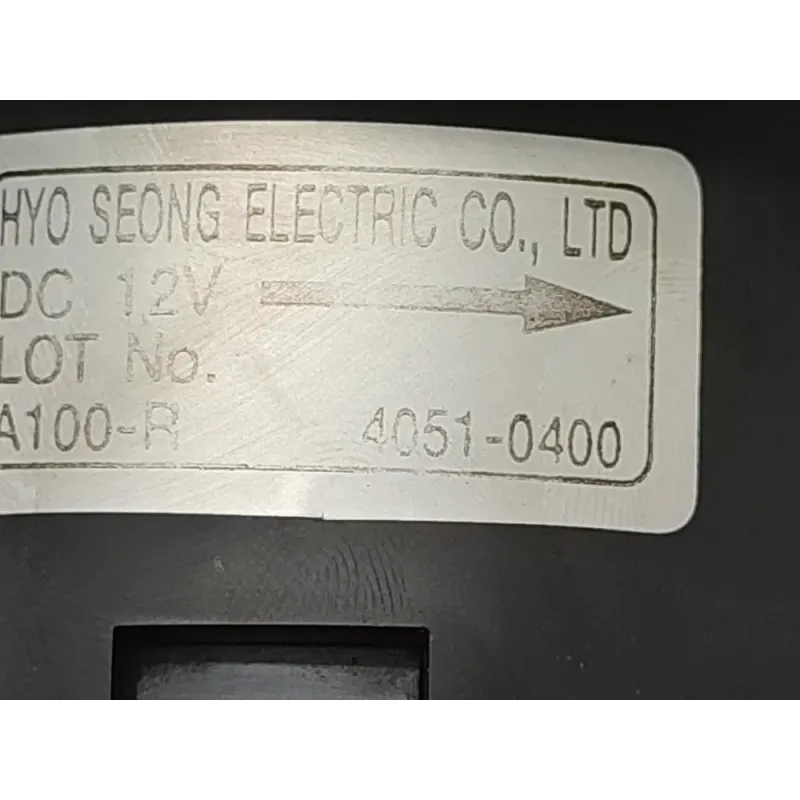 HYO SEONG ELECTRIC CO., LTD
DC 12V
LOT No.
A100-R 4051-0400